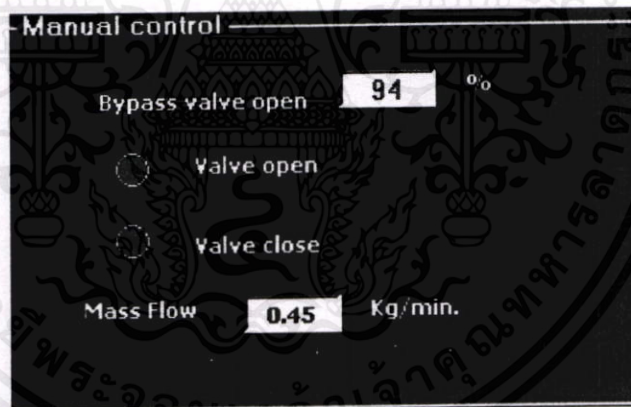 Manual control
Bypass valve open 94 %
Valve open
Valve close
Mass Flow 0.45 Kg/min.